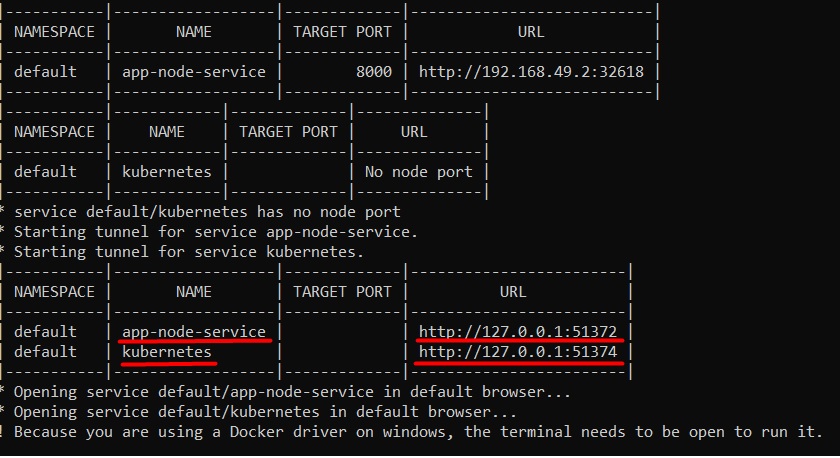 |-----------|------------------|-------------|---------------------------|
| NAMESPACE |       NAME       | TARGET PORT |            URL            |
|-----------|------------------|-------------|---------------------------|
| default   | app-node-service |        8000 | http://192.168.49.2:32618 |
|-----------|------------------|-------------|---------------------------|
|-----------|------------|-------------|--------------|
| NAMESPACE |    NAME    | TARGET PORT |     URL      |
|-----------|------------|-------------|--------------|
| default   | kubernetes |             | No node port |
|-----------|------------|-------------|--------------|
* service default/kubernetes has no node port
* Starting tunnel for service app-node-service.
* Starting tunnel for service kubernetes.
|-----------|------------------|-------------|------------------------|
| NAMESPACE |       NAME       | TARGET PORT |          URL           |
|-----------|------------------|-------------|------------------------|
| default   | app-node-service |             | http://127.0.0.1:51372 |
| default   | kubernetes       |             | http://127.0.0.1:51374 |
|-----------|------------------|-------------|------------------------|
* Opening service default/app-node-service in default browser...
* Opening service default/kubernetes in default browser...
! Because you are using a Docker driver on windows, the terminal needs to be open to run it.